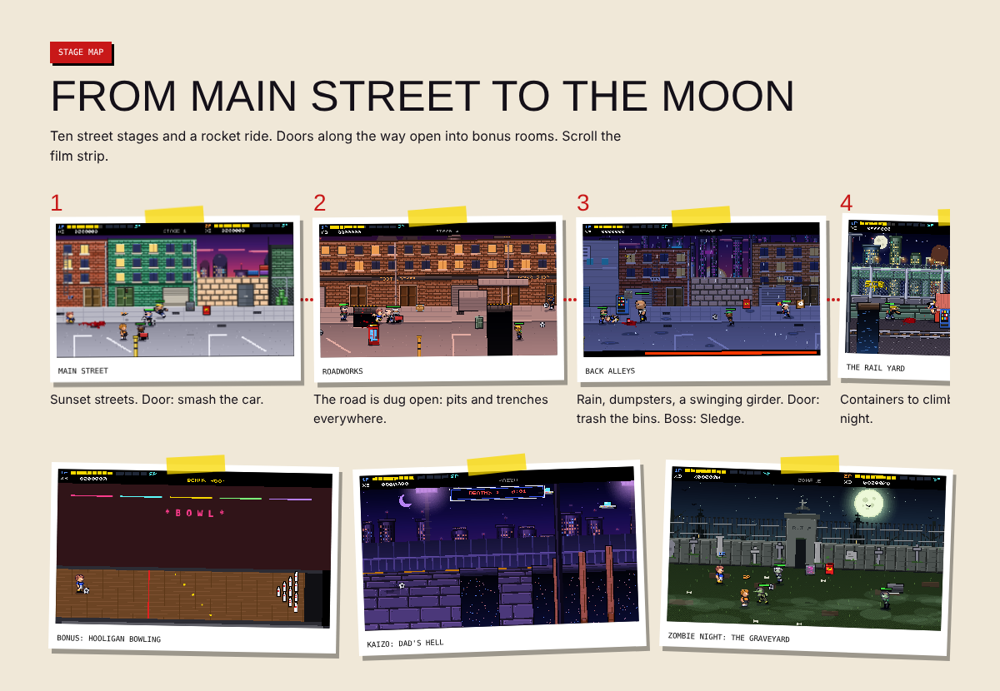 STAGE MAP
FROM MAIN STREET TO THE MOON
Ten street stages and a rocket ride. Doors along the way open into bonus rooms. Scroll the
film strip.
1
2
3
4
MAIN STREET
ROADWORKS
BACK ALLEYS
THE RAIL YARD
Sunset streets. Door: smash the car.
The road is dug open: pits and trenches
everywhere.
Rain, dumpsters, a swinging girder. Door:
trash the bins. Boss: Sledge.
Containers to climb
night.
* B O W L *
BONUS: HOOLIGAN BOWLING
KAIZO: DAD'S HELL
ZOMBIE NIGHT: THE GRAVEYARD